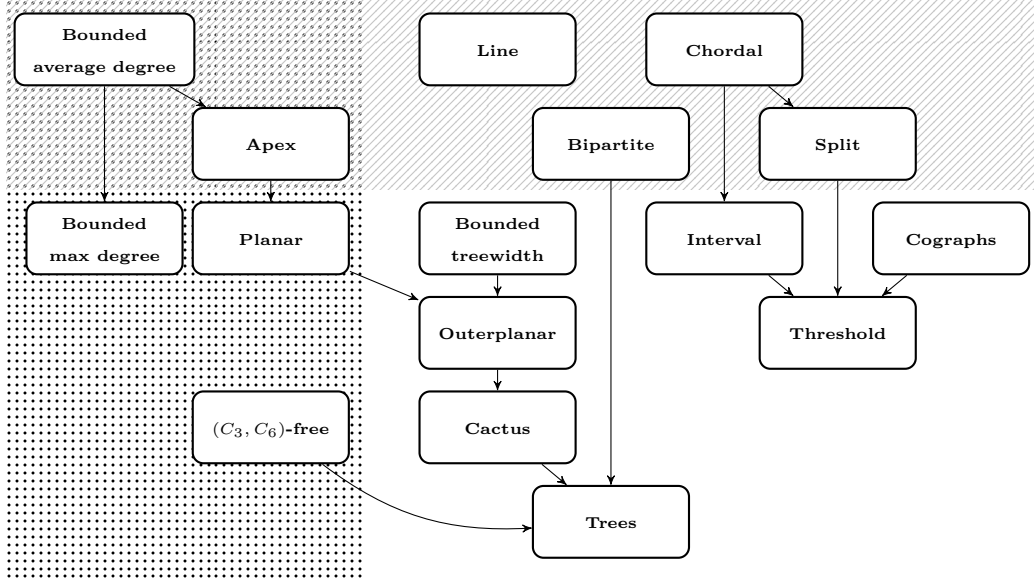 Bounded
average degree
Line
Chordal
Apex
Bipartite
Split
Bounded
max degree
Planar
Bounded
treewidth
Interval
Cographs
Outerplanar
Threshold
(C₃, C₆)-free
Cactus
Trees